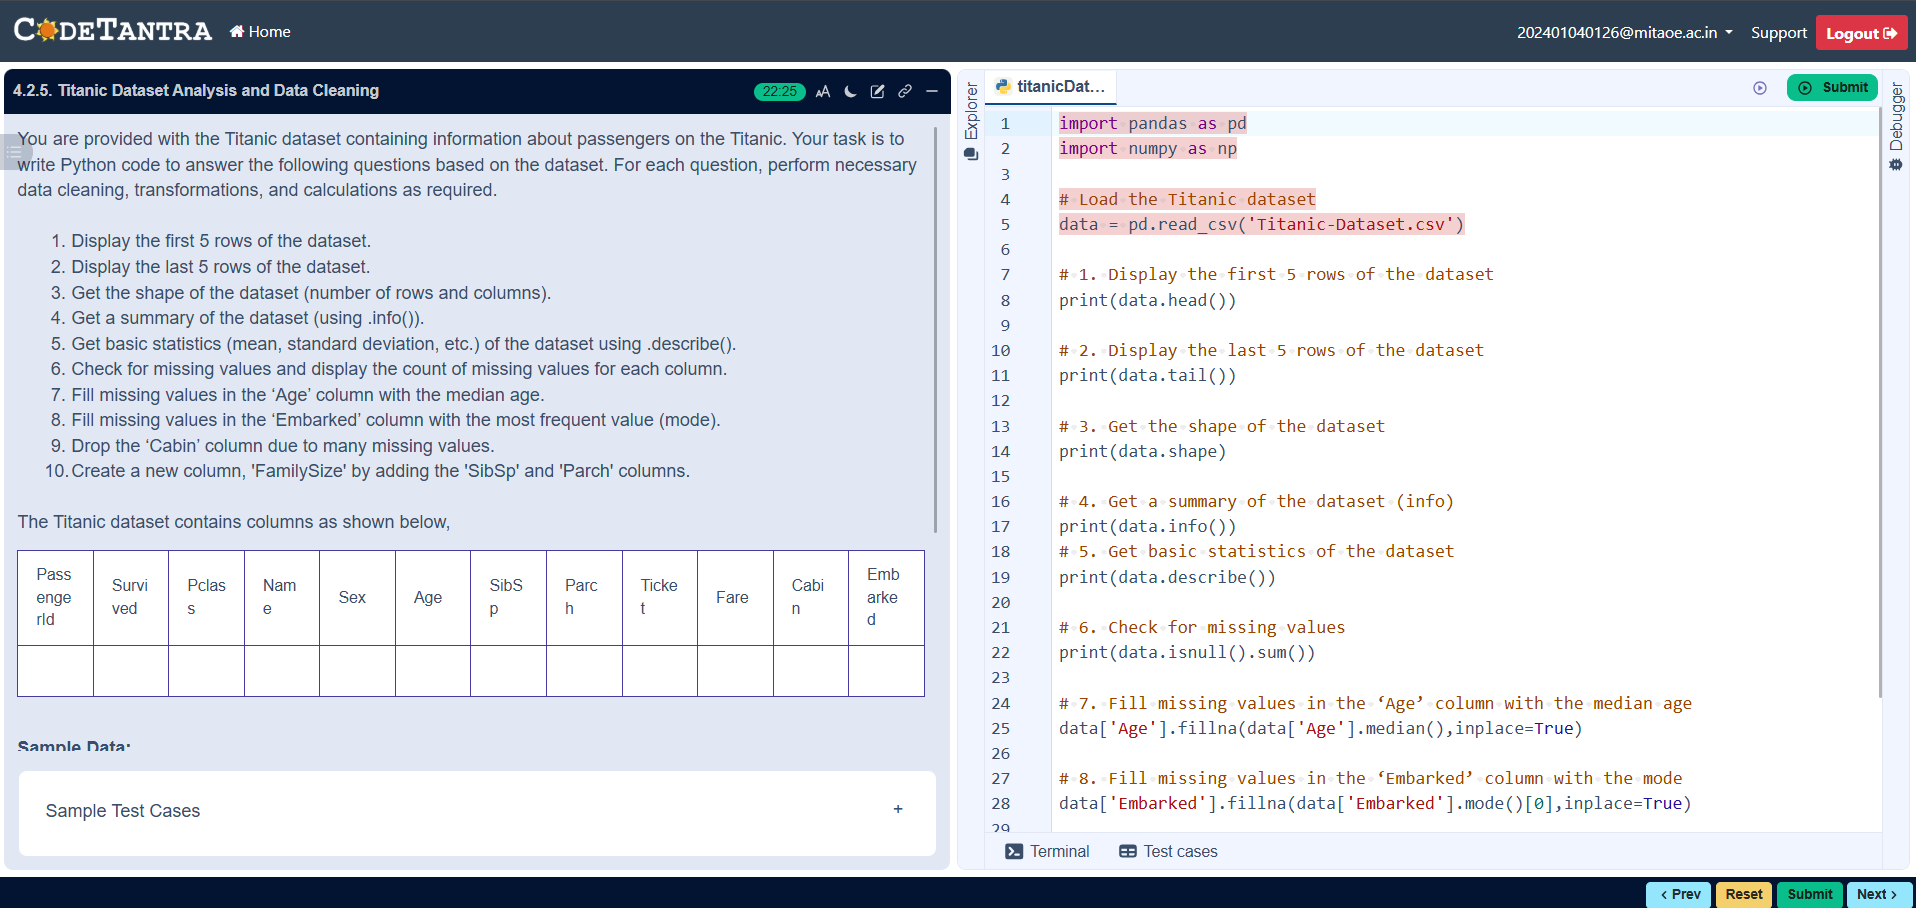 CODETANTRA
Home
202401040126@mitaoe.ac.in
Support
Logout
4.2.5. Titanic Dataset Analysis and Data Cleaning
22:25
AA
You are provided with the Titanic dataset containing information about passengers on the Titanic. Your task is to
write Python code to answer the following questions based on the dataset. For each question, perform necessary
data cleaning, transformations, and calculations as required.
1. Display the first 5 rows of the dataset.
2. Display the last 5 rows of the dataset.
3. Get the shape of the dataset (number of rows and columns).
4. Get a summary of the dataset (using .info()).
5. Get basic statistics (mean, standard deviation, etc.) of the dataset using .describe().
6. Check for missing values and display the count of missing values for each column.
7. Fill missing values in the ‘Age’ column with the median age.
8. Fill missing values in the ‘Embarked’ column with the most frequent value (mode).
9. Drop the ‘Cabin’ column due to many missing values.
10. Create a new column, 'FamilySize' by adding the 'SibSp' and 'Parch' columns.
The Titanic dataset contains columns as shown below,
Pass
enge
rId
Survi
ved
Pclas
s
Nam
e
Sex
Age
SibS
p
Parc
h
Ticke
t
Fare
Cabi
n
Emb
arke
d
Sample Data:
Sample Test Cases
+
Explorer
titanicDat...
Submit
Debugger
1 import pandas as pd
2 import numpy as np
3
4 # Load the Titanic dataset
5 data = pd.read_csv('Titanic-Dataset.csv')
6
7 # 1. Display the first 5 rows of the dataset
8 print(data.head())
9
10 # 2. Display the last 5 rows of the dataset
11 print(data.tail())
12
13 # 3. Get the shape of the dataset
14 print(data.shape)
15
16 # 4. Get a summary of the dataset (info)
17 print(data.info())
18 # 5. Get basic statistics of the dataset
19 print(data.describe())
20
21 # 6. Check for missing values
22 print(data.isnull().sum())
23
24 # 7. Fill missing values in the ‘Age’ column with the median age
25 data['Age'].fillna(data['Age'].median(),inplace=True)
26
27 # 8. Fill missing values in the ‘Embarked’ column with the mode
28 data['Embarked'].fillna(data['Embarked'].mode()[0],inplace=True)
29
Terminal
Test cases
< Prev
Reset
Submit
Next >